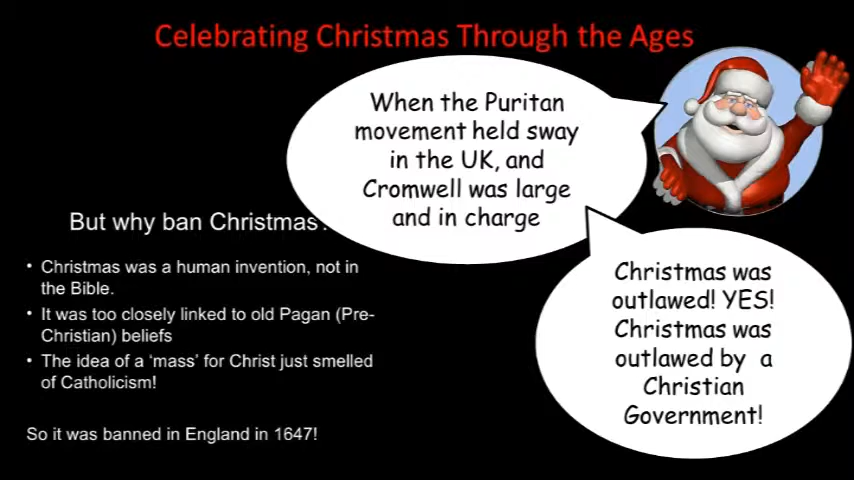 Celebrating Christmas Through the Ages
When the Puritan
movement held sway
in the UK, and
Cromwell was large
and in charge
But why ban Christmas?
• Christmas was a human invention, not in
the Bible.
• It was too closely linked to old Pagan (Pre-
Christian) beliefs
• The idea of a ‘mass’ for Christ just smelled
of Catholicism!
So it was banned in England in 1647!
Christmas was
outlawed! YES!
Christmas was
outlawed by a
Christian
Government!